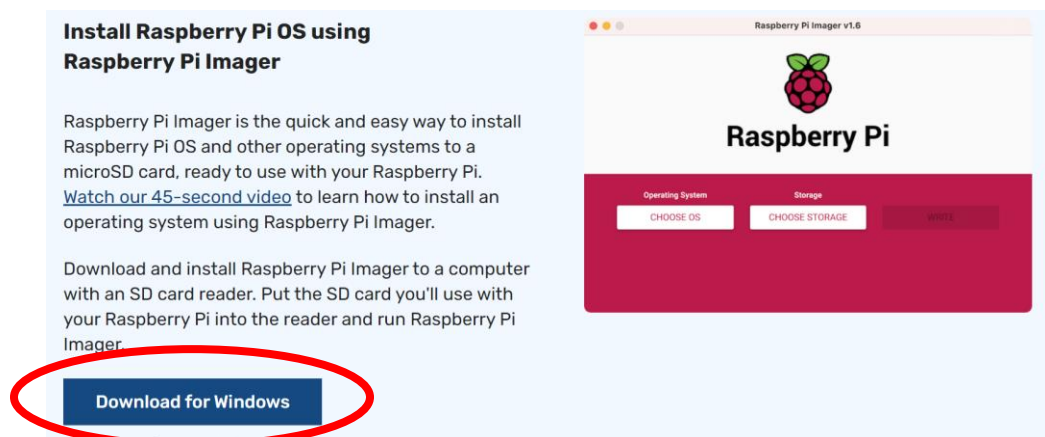 Install Raspberry Pi OS using
Raspberry Pi Imager
Raspberry Pi Imager is the quick and easy way to install
Raspberry Pi OS and other operating systems to a
microSD card, ready to use with your Raspberry Pi.
Watch our 45-second video to learn how to install an
operating system using Raspberry Pi Imager.
Download and install Raspberry Pi Imager to a computer
with an SD card reader. Put the SD card you'll use with
your Raspberry Pi into the reader and run Raspberry Pi
Imager.
Download for Windows
Raspberry Pi Imager v1.6
Raspberry Pi
Operating System
Storage
CHOOSE OS
CHOOSE STORAGE
WRITE